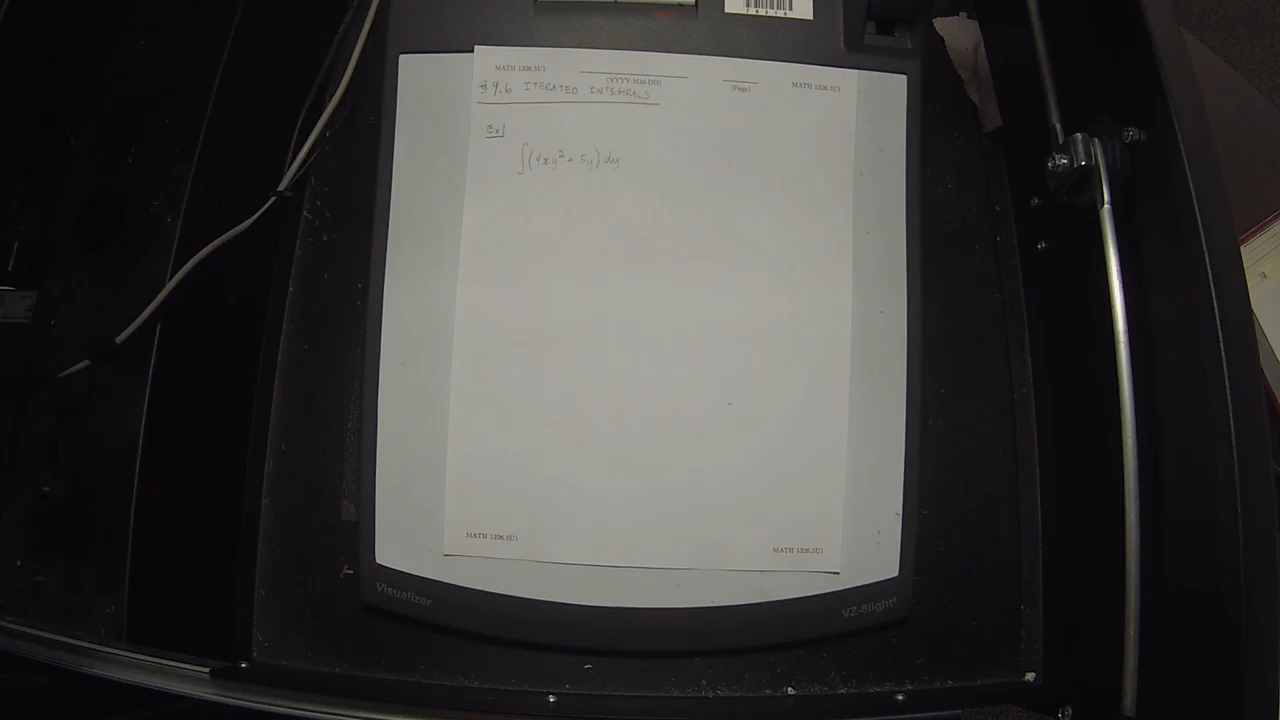 MATH 1326.5U1
(YYYY-MM-DD)
(Page)
MATH 1326.5U1
§9.6 ITERATED INTEGRALS
Ex
∫(4xy²+5y)dy
MATH 1326.5U1
MATH 1326.5U1
Visualizer
VZ-8light³